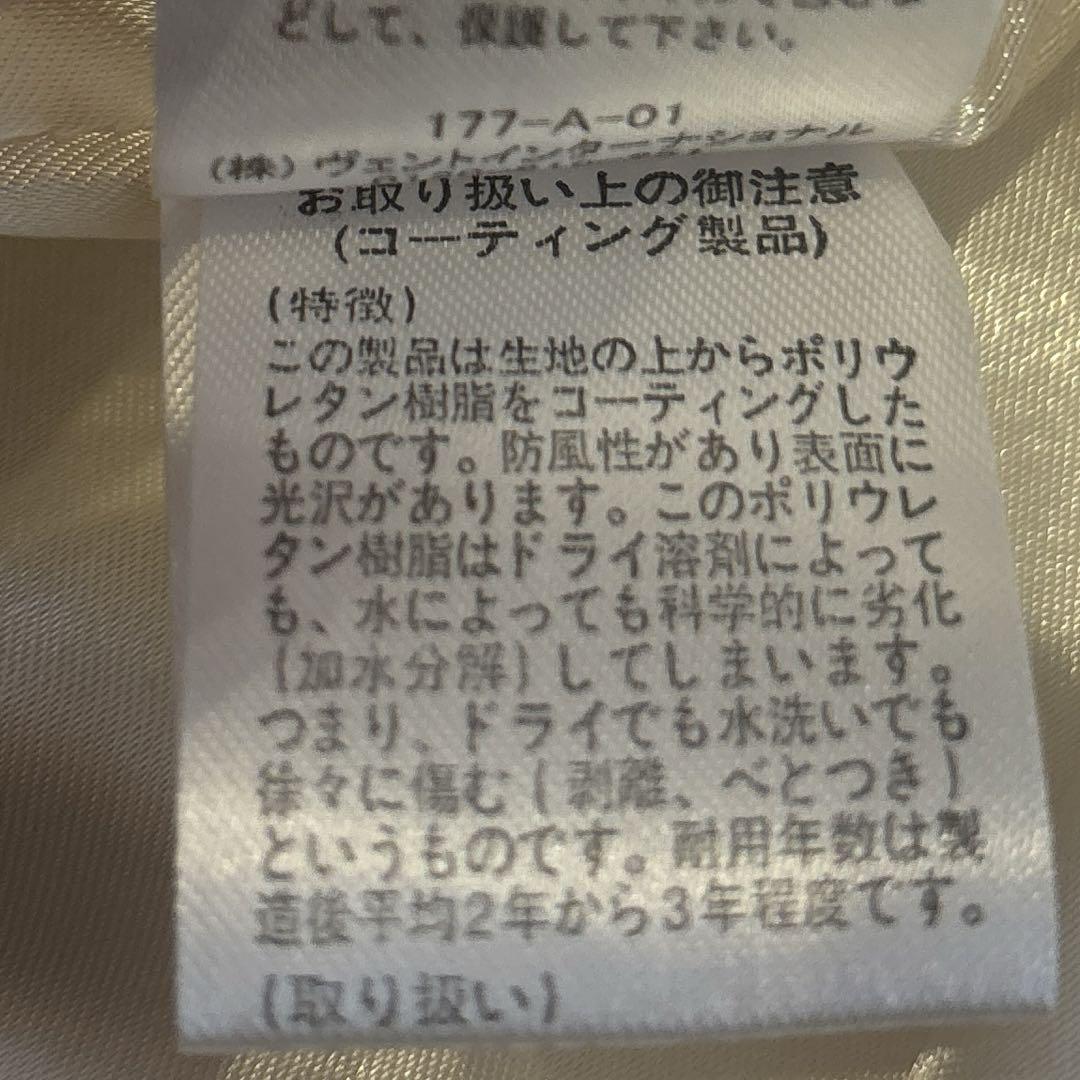 どして、保護して下さい。
177-A-01
(株)ヴェントインターナショナル
お取り扱い上の御注意
(コーティング製品)
(特徴)
この製品は生地の上からポリウ
レタン樹脂をコーティングした
ものです。防風性があり表面に
光沢があります。このポリウレ
タン樹脂はドライ溶剤によって
も、水によっても科学的に劣化
(加水分解)してしまいます。
つまり、ドライでも水洗いでも
徐々に傷む(剥離、べとつき)
というものです。耐用年数は製
造後平均2年から3年程度です。
(取り扱い)